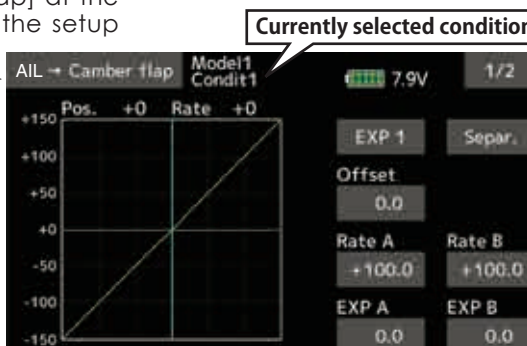 ap] at the
the setup
Currently selected condition
AIL → Camber flap
Model1
Condit1
7.9V
1/2
Pos. +0 Rate +0
+150
+100
+50
+0
-50
-100
-150
EXP 1
Separ.
Offset
0.0
Rate A Rate B
+100.0 +100.0
EXP A EXP B
0.0 0.0